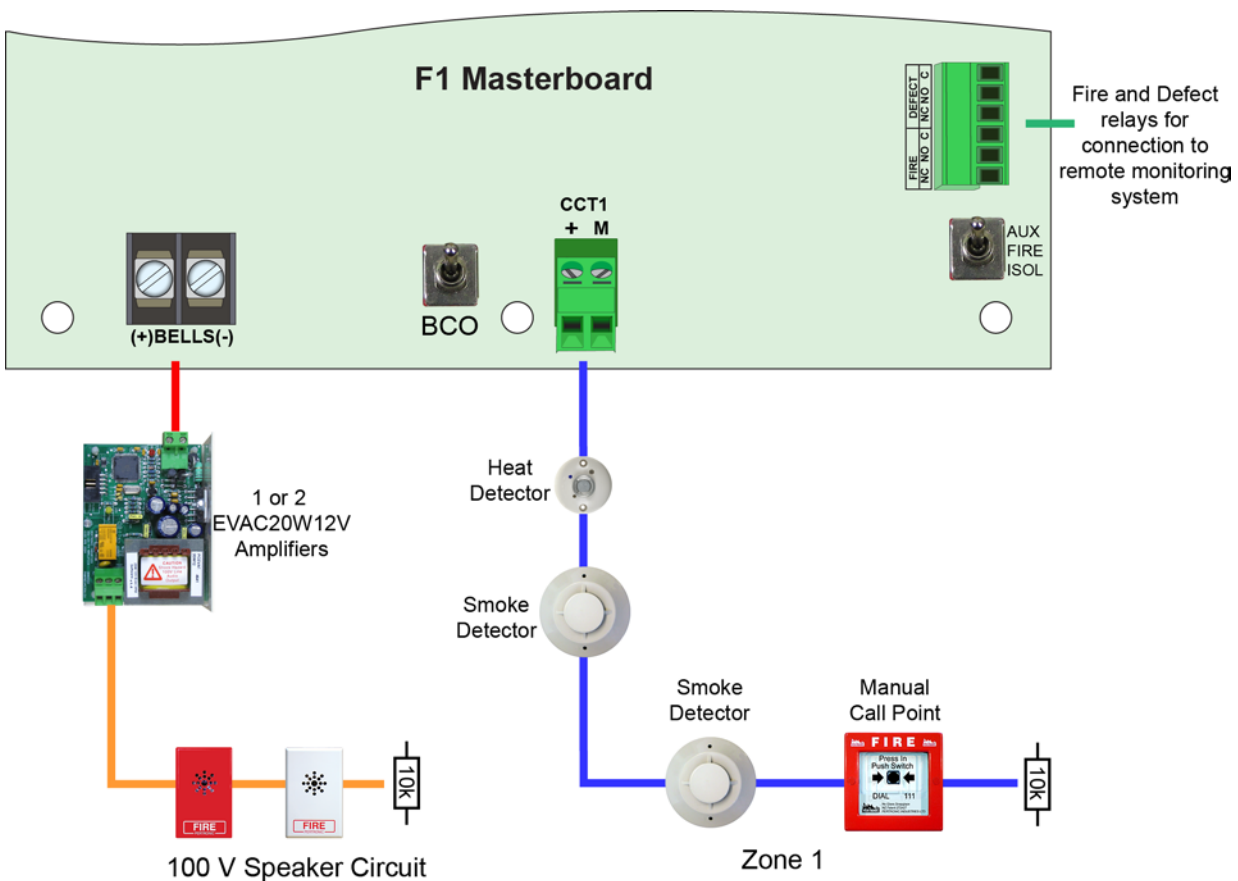 F1 Masterboard
FIRE DEFECT
NC NO C NC NO C
Fire and Defect
relays for
connection to
remote monitoring
system
CCT1
+ M
AUX
FIRE
ISOL
BCO
(+)BELLS(-)
1 or 2
EVAC20W12V
Amplifiers
CAUTION
Heat
Detector
Smoke
Detector
Smoke
Detector
Manual
Call Point
FIRE
Press In
Push Switch
DIAL 111
10k
10k
FIRE
FIRE
100 V Speaker Circuit
Zone 1